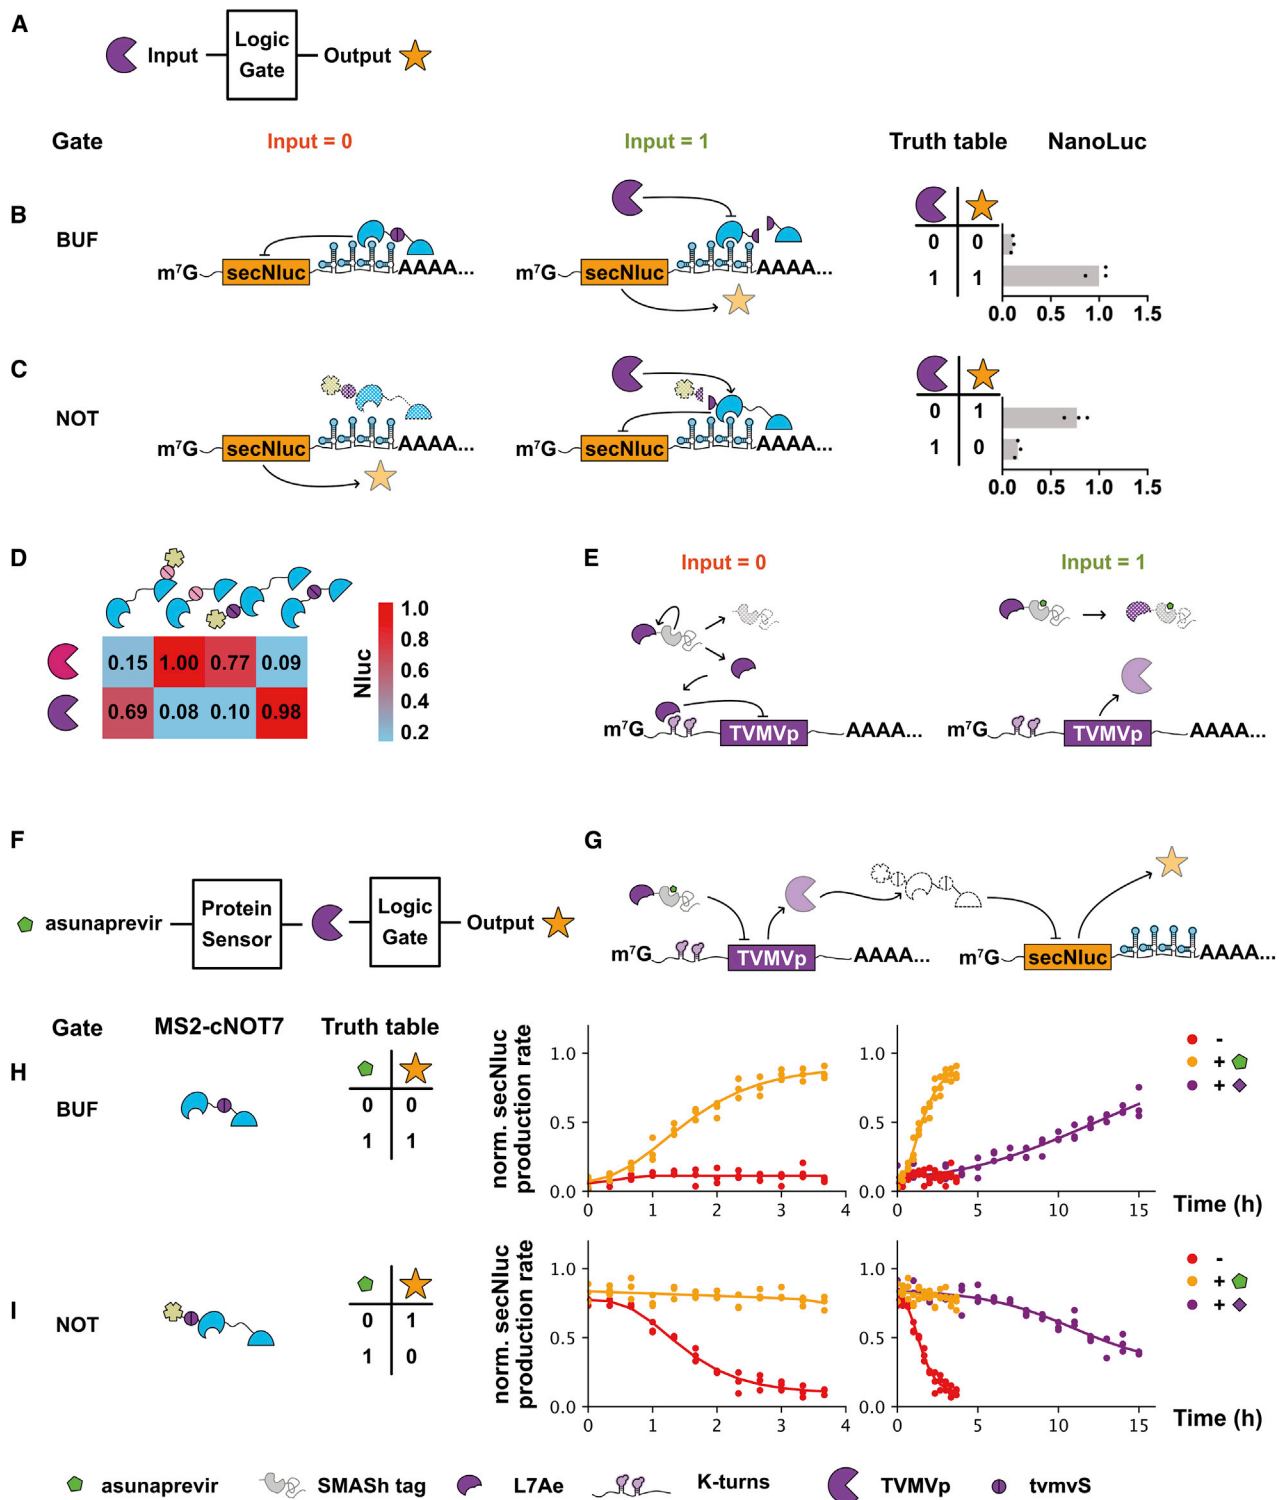 A
Input
Logic
Gate
Output
Gate
Input = 0
Input = 1
Truth table
NanoLuc
B
BUF
m⁷G
secNluc
AAAA...
m⁷G
secNluc
AAAA...
0 0
1 1
0.0 0.5 1.0 1.5
C
NOT
m⁷G
secNluc
AAAA...
m⁷G
secNluc
AAAA...
0 1
1 0
0.0 0.5 1.0 1.5
D
0.15 1.00 0.77 0.09
0.69 0.08 0.10 0.98
Nluc
1.0
0.8
0.6
0.4
0.2
E
Input = 0
Input = 1
m⁷G
TVMVp
AAAA...
m⁷G
TVMVp
AAAA...
F
asunaprevir
Protein
Sensor
Logic
Gate
Output
G
m⁷G
TVMVp
AAAA...
m⁷G
secNluc
AAAA...
Gate
MS2-cNOT7
Truth table
H
BUF
0 0
1 1
norm. secNluc
production rate
1.0
0.5
0.0
0 1 2 3 4
1.0
0.5
0.0
0 5 10 15
Time (h)
-
+
+
I
NOT
0 1
1 0
norm. secNluc
production rate
1.0
0.5
0.0
0 1 2 3 4
1.0
0.5
0.0
0 5 10 15
Time (h)
-
+
+
asunaprevir
SMASh tag
L7Ae
K-turns
TVMVp
tvmvS